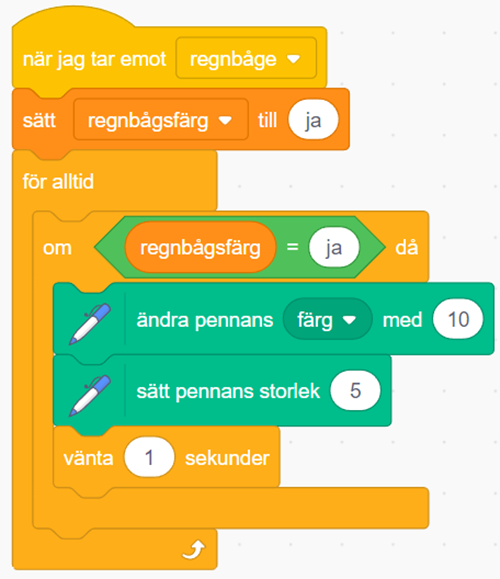 när jag tar emot regnbåge
sätt regnbågsfärg till ja
för alltid
om regnbågsfärg = ja då
ändra pennans färg med 10
sätt pennans storlek 5
vänta 1 sekunder